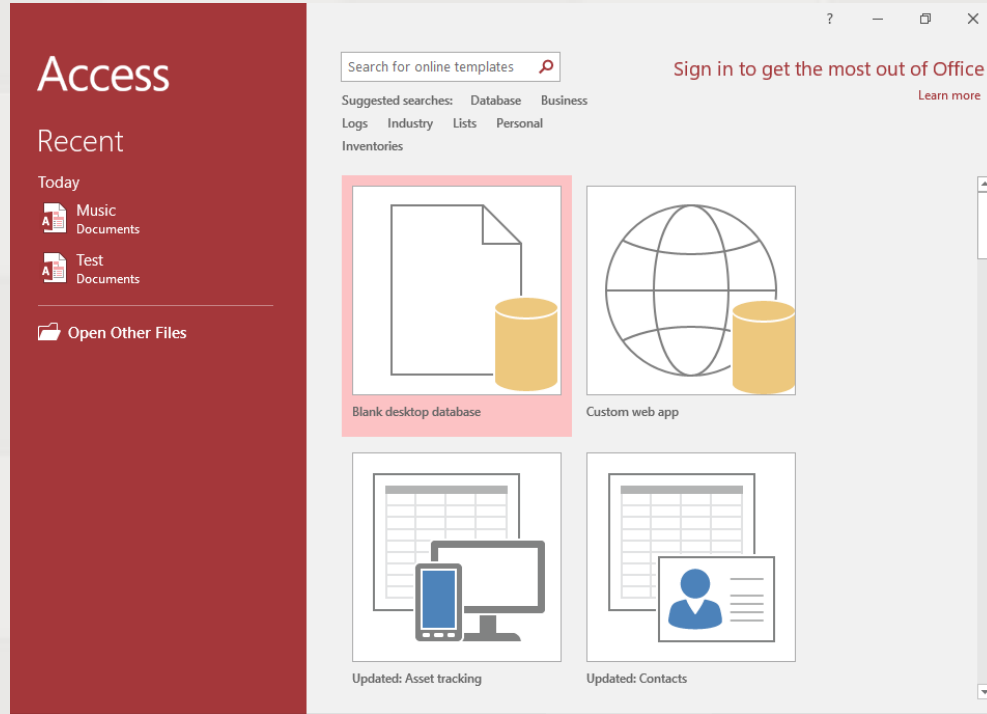 ?
Access
Search for online templates
Sign in to get the most out of Office
Learn more
Suggested searches: Database Business
Logs Industry Lists Personal
Inventories
Recent
Today
Music
Documents
Test
Documents
Open Other Files
Blank desktop database
Custom web app
Updated: Asset tracking
Updated: Contacts